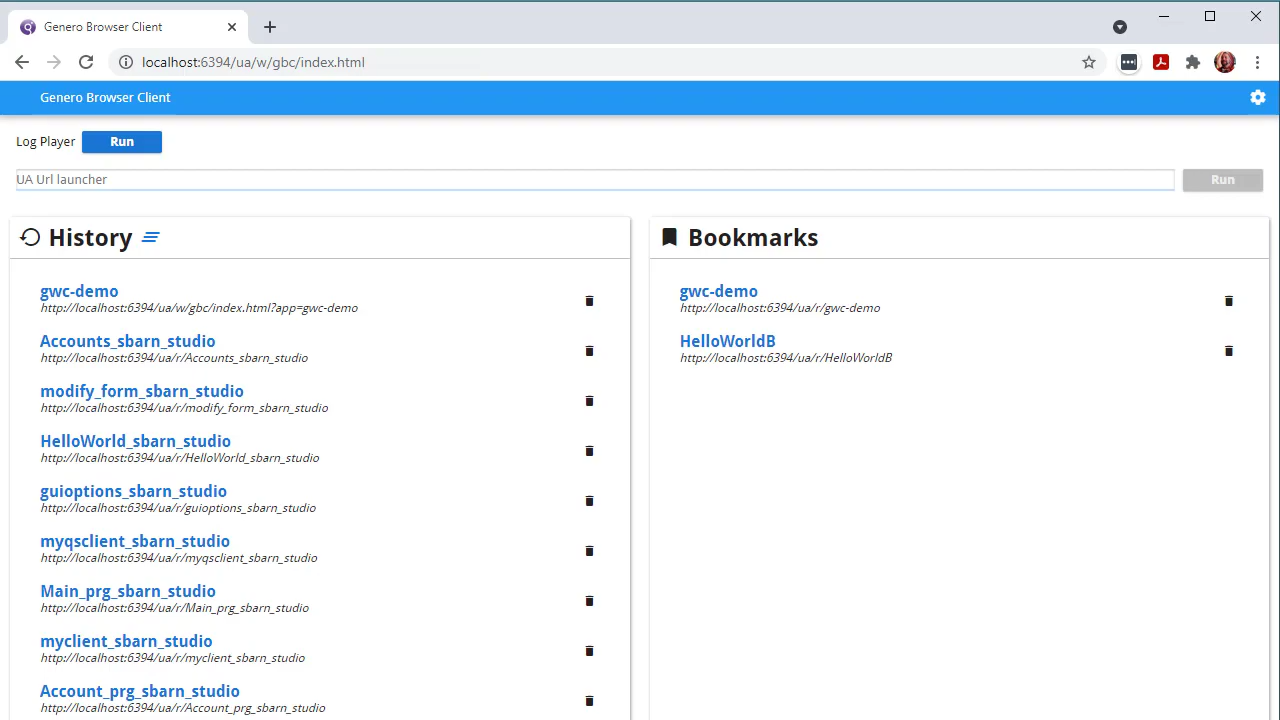 Genero Browser Client
localhost:6394/ua/w/gbc/index.html
Genero Browser Client
Log Player Run
UA Url launcher Run
History
gwc-demo
http://localhost:6394/ua/w/gbc/index.html?app=gwc-demo
Accounts_sbarn_studio
http://localhost:6394/ua/r/Accounts_sbarn_studio
modify_form_sbarn_studio
http://localhost:6394/ua/r/modify_form_sbarn_studio
HelloWorld_sbarn_studio
http://localhost:6394/ua/r/HelloWorld_sbarn_studio
guioptions_sbarn_studio
http://localhost:6394/ua/r/guioptions_sbarn_studio
myqsclient_sbarn_studio
http://localhost:6394/ua/r/myqsclient_sbarn_studio
Main_prg_sbarn_studio
http://localhost:6394/ua/r/Main_prg_sbarn_studio
myclient_sbarn_studio
http://localhost:6394/ua/r/myclient_sbarn_studio
Account_prg_sbarn_studio
http://localhost:6394/ua/r/Account_prg_sbarn_studio
Bookmarks
gwc-demo
http://localhost:6394/ua/r/gwc-demo
HelloWorldB
http://localhost:6394/ua/r/HelloWorldB